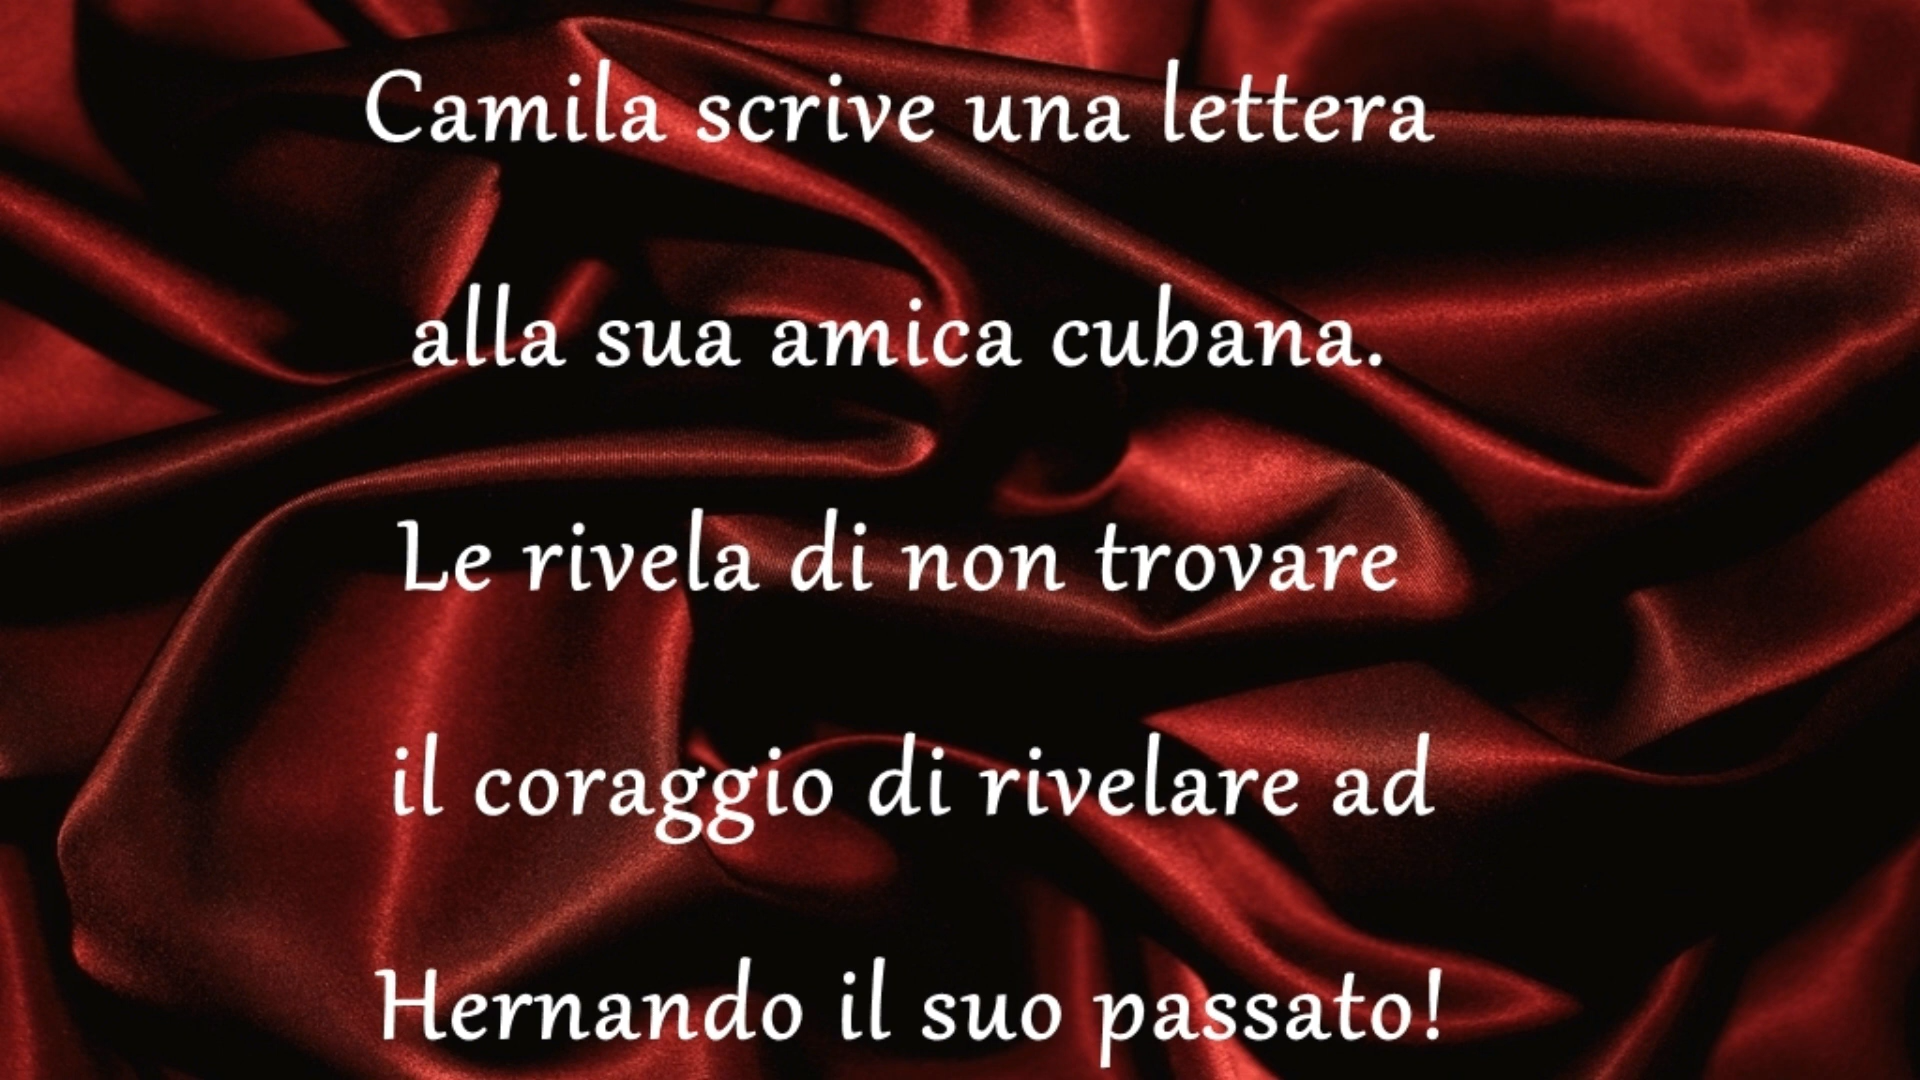 Camila scrive una lettera
alla sua amica cubana.
Le rivela di non trovare
il coraggio di rivelare ad
Hernando il suo passato!